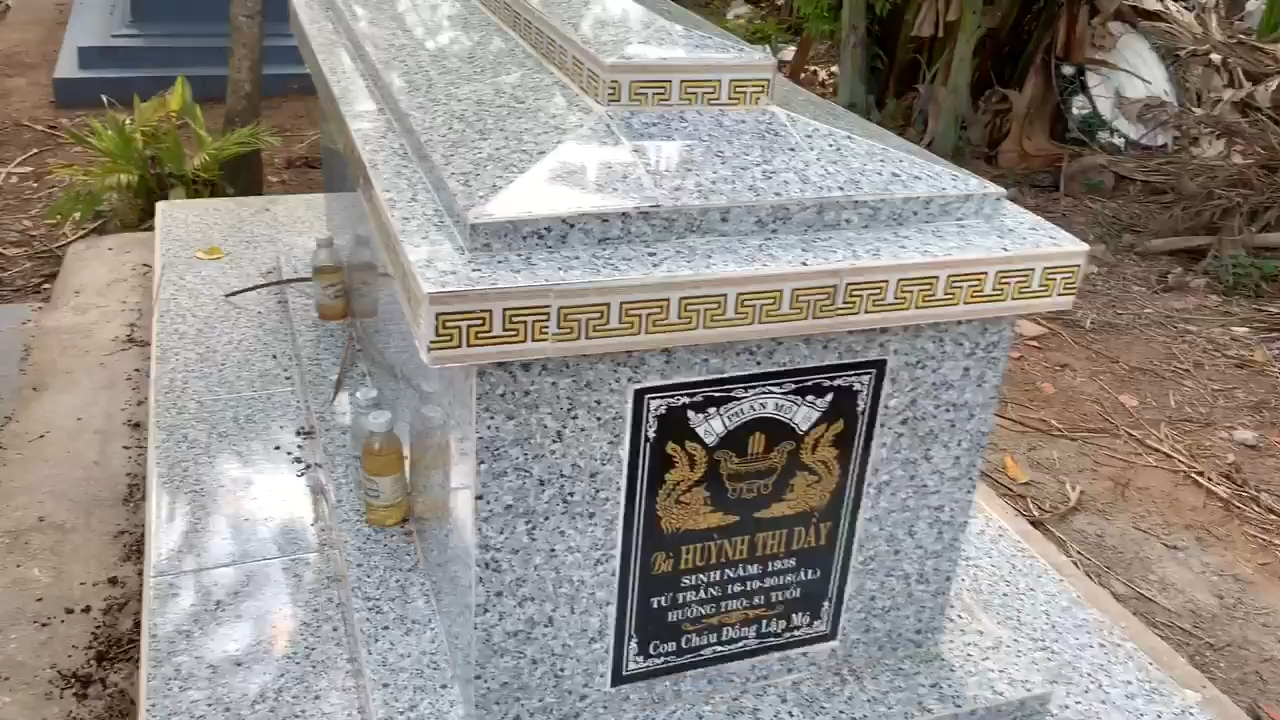 PHẦN MỘ
Bà HUỲNH THỊ DÂY
SINH NĂM: 1938
TỪ TRẦN: 16-10-2018(ÂL)
HƯỞNG THỌ: 81 TUỔI
Con Cháu Đồng Lập Mộ